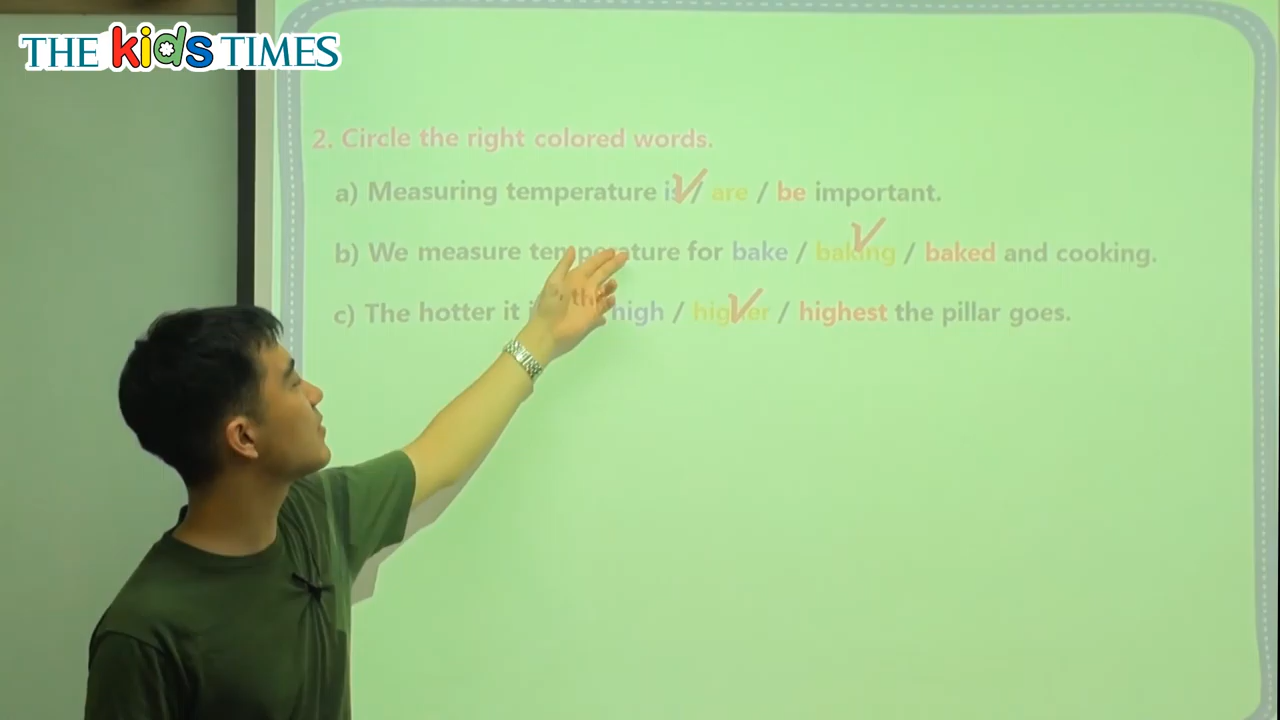 THE kids TIMES
2. Circle the right colored words.
a) Measuring temperature is / are / be important.
b) We measure temperature for bake / baking / baked and cooking.
c) The hotter it the high / higher / highest the pillar goes.